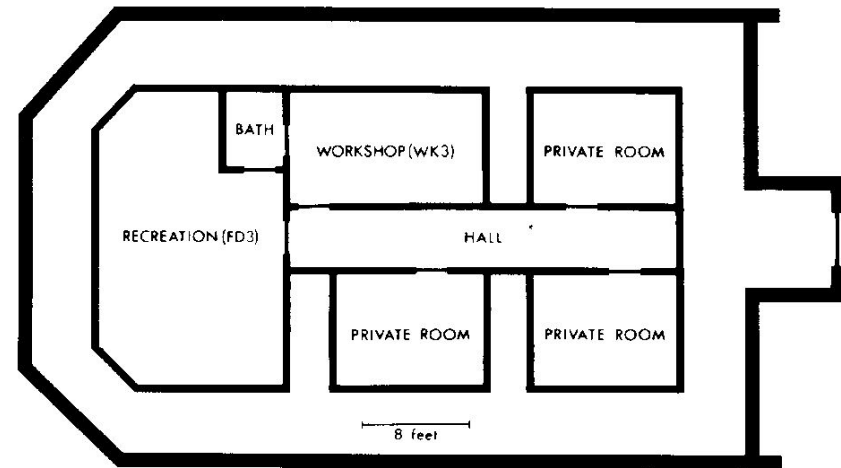 BATH
WORKSHOP (WK3)
PRIVATE ROOM
RECREATION (FD3)
HALL
PRIVATE ROOM
PRIVATE ROOM
8 feet